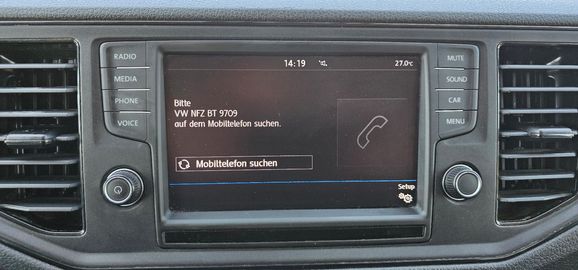 RADIO
MEDIA
PHONE
VOICE
14:19
27.0°C
Bitte
VW NFZ BT 9709
auf dem Mobiltelefon suchen.
Mobiltelefon suchen
Setup
MUTE
SOUND
CAR
MENU